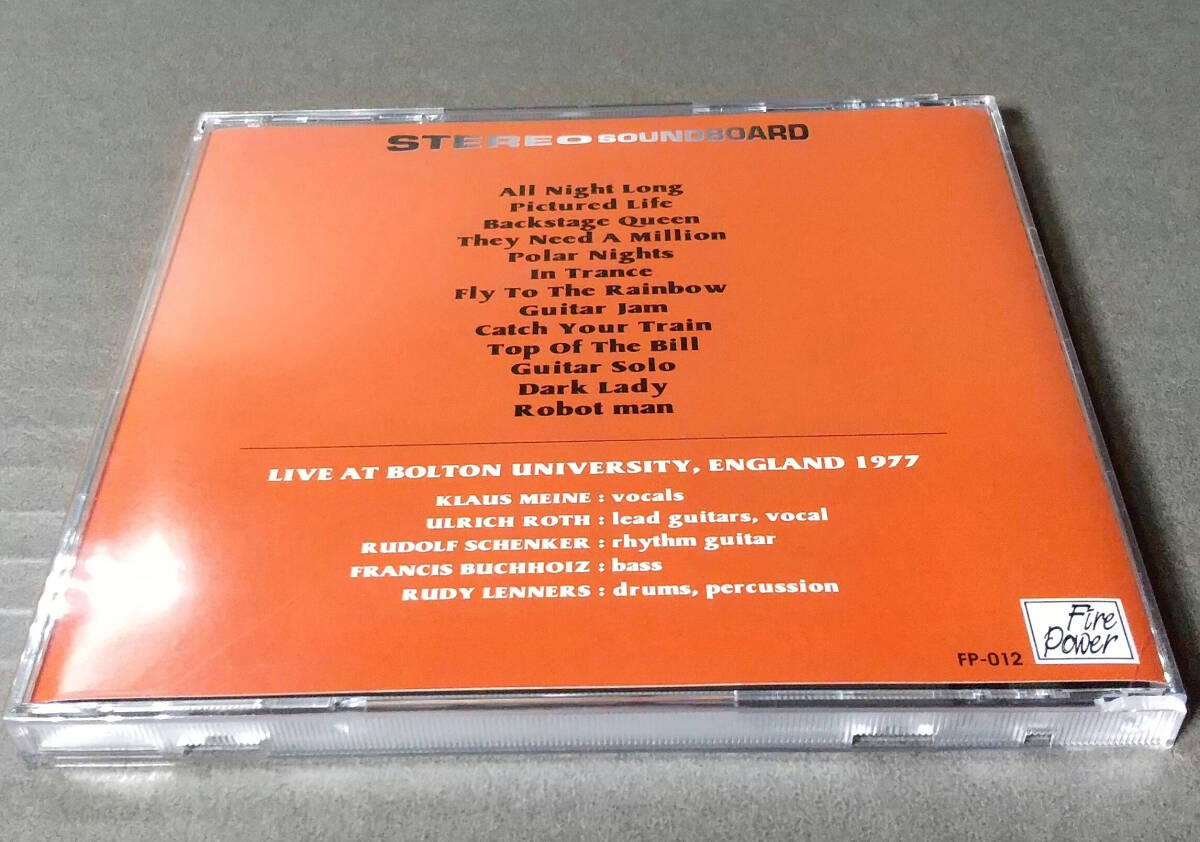 STEREO SOUNDBOARD
All Night Long
Pictured Life
Backstage Queen
They Need A Million
Polar Nights
In Trance
Fly To The Rainbow
Guitar Jam
Catch Your Train
Top Of The Bill
Guitar Solo
Dark Lady
Robot man
LIVE AT BOLTON UNIVERSITY, ENGLAND 1977
KLAUS MEINE : vocals
ULRICH ROTH : lead guitars, vocal
RUDOLF SCHENKER : rhythm guitar
FRANCIS BUCHHOIZ : bass
RUDY LENNERS : drums, percussion
FP-012
Fire
Power